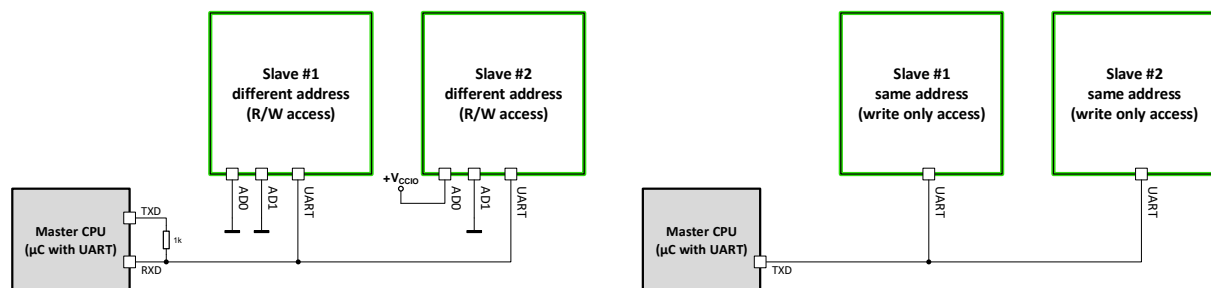 Slave #1
different address
(R/W access)
Slave #2
different address
(R/W access)
+VCCIO
AD0
AD1
UART
AD0
AD1
UART
Master CPU
(µC with UART)
TXD
1k
RXD
Slave #1
same address
(write only access)
Slave #2
same address
(write only access)
UART
UART
Master CPU
(µC with UART)
TXD